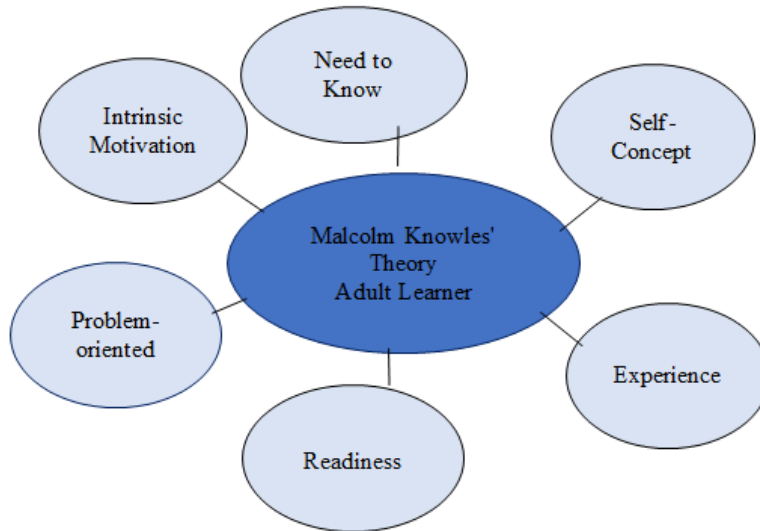 Need to
Know
Intrinsic
Motivation
Self-
Concept
Malcolm Knowles'
Theory
Adult Learner
Problem-
oriented
Experience
Readiness